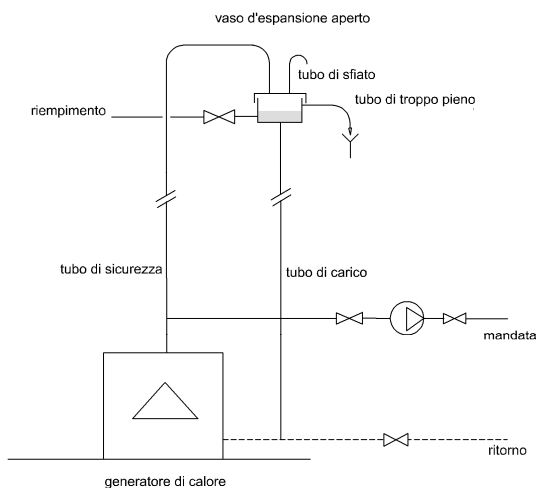 vaso d'espansione aperto
tubo di sfiato
tubo di troppo pieno
riempimento
tubo di sicurezza
tubo di carico
mandata
ritorno
generatore di calore